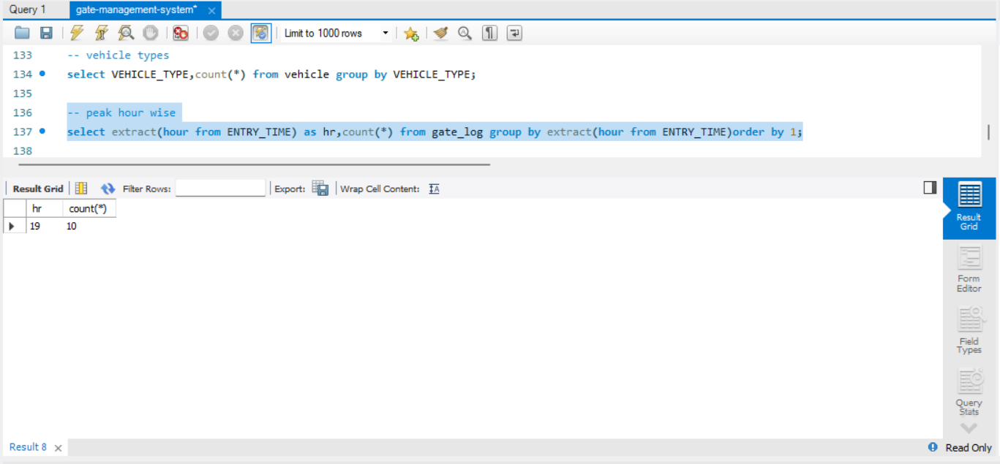 Query 1
gate-management-system*
Limit to 1000 rows
133 -- vehicle types
134 select VEHICLE_TYPE,count(*) from vehicle group by VEHICLE_TYPE;
135
136 -- peak hour wise
137 select extract(hour from ENTRY_TIME) as hr,count(*) from gate_log group by extract(hour from ENTRY_TIME)order by 1;
138
Result Grid Filter Rows: Export: Wrap Cell Content:
hr count(*)
19 10
Result
Grid
Form
Editor
Field
Types
Query
Stats
Result 8
Read Only